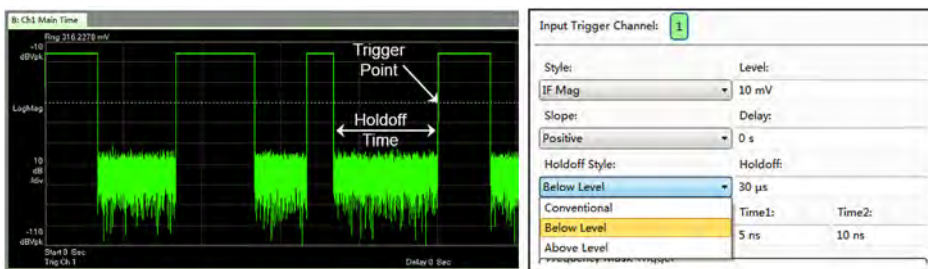 B: Ch1 Main Time
Rng 316.2278 mV
-10
dBVpk
LogMag
10
dB
/div
-110
dBVpk
Start 0 Sec
Trig Ch 1
Delay 0 Sec
Trigger
Point
Holdoff
Time
Input Trigger Channel: 1
Style: Level:
IF Mag 10 mV
Slope: Delay:
Positive 0 s
Holdoff Style: Holdoff:
Below Level 30 µs
Conventional Time1: Time2:
Below Level 5 ns 10 ns
Above Level
Frequency Mask Trigger